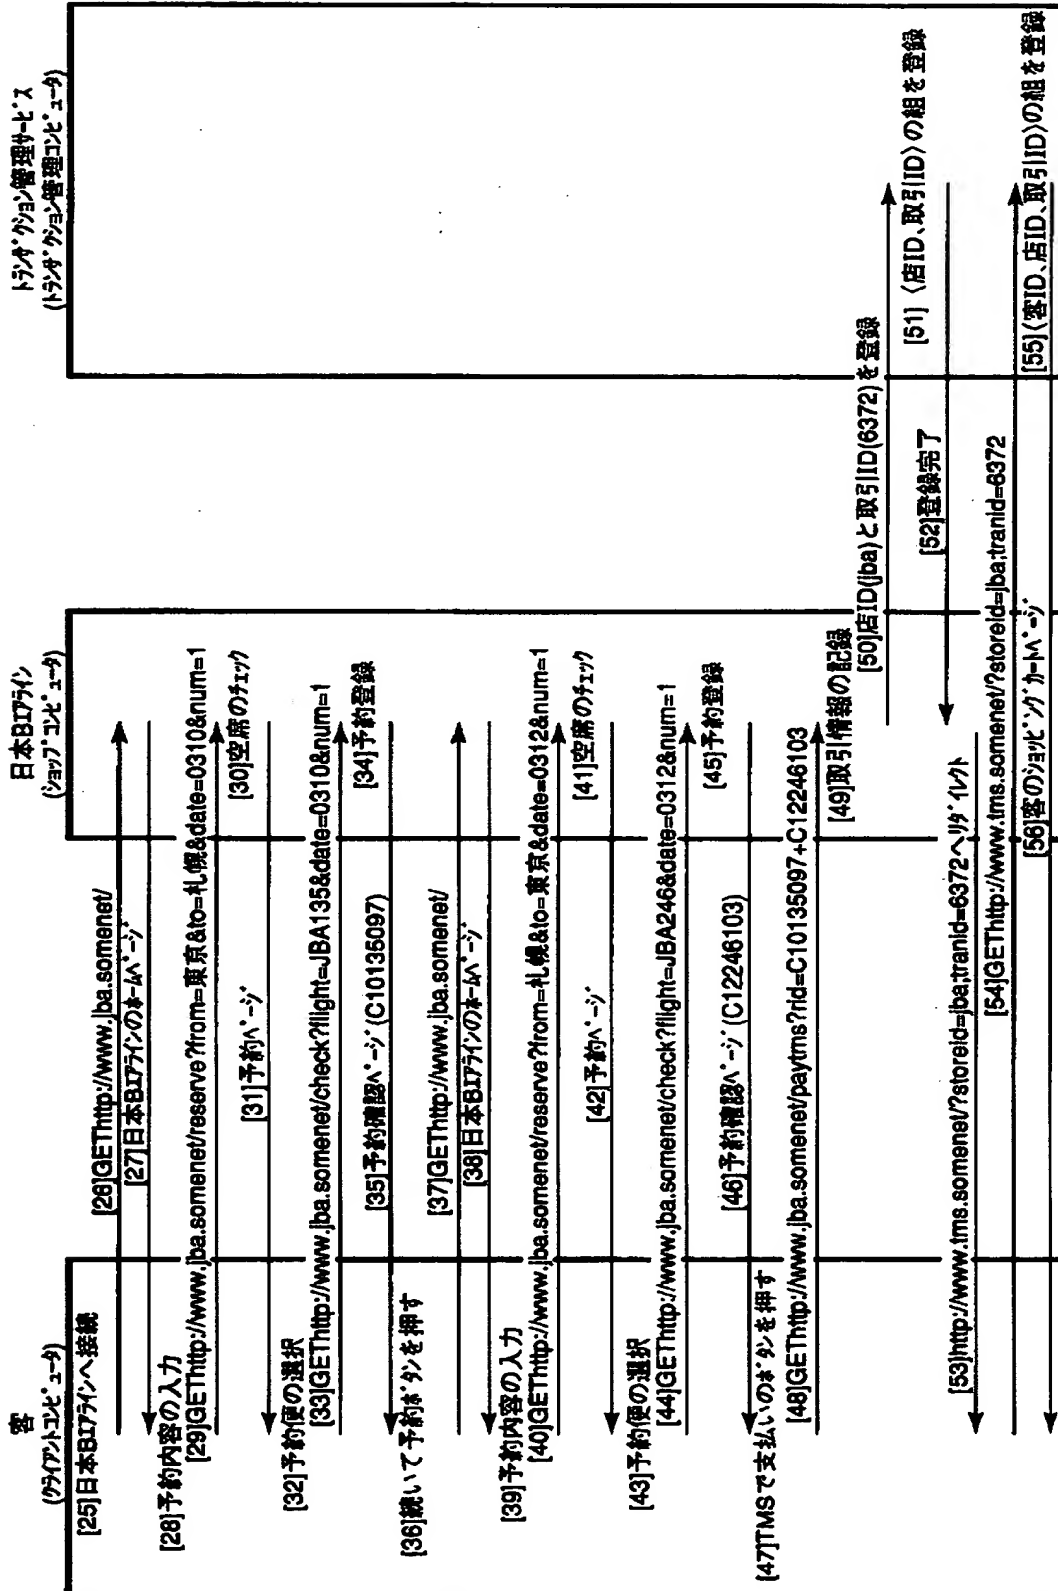 客
(クライアントコンピュータ)
日本Bエアライン
(ショップコンピュータ)
トランザクション管理サービス
(トランザクション管理コンピュータ)
[25]日本Bエアラインへ接続
[26]GEThttp://www.jba.somenet/
[27]日本Bエアラインのホームページ
[28]予約内容の入力
[29]GEThttp://www.jba.somenet/reserve?from=東京&to=札幌&date=0310&num=1
[30]空席のチェック
[31]予約ページ
[32]予約便の選択
[33]GEThttp://www.jba.somenet/check?flight=JBA135&date=0310&num=1
[34]予約登録
[35]予約確認ページ(C10135097)
[36]続いて予約ボタンを押す
[37]GEThttp://www.jba.somenet/
[38]日本Bエアラインのホームページ
[39]予約内容の入力
[40]GEThttp://www.jba.somenet/reserve?from=札幌&to=東京&date=0312&num=1
[41]空席のチェック
[42]予約ページ
[43]予約便の選択
[44]GEThttp://www.jba.somenet/check?flight=JBA246&date=0312&num=1
[45]予約登録
[46]予約確認ページ(C12246103)
[47]TMSで支払いのボタンを押す
[48]GEThttp://www.jba.somenet/paytms?rid=C10135097+C12246103
[49]取引情報の記録
[50]店ID(jba)と取引ID(6372)を登録
[51]〈店ID、取引ID〉の組を登録
[52]登録完了
[53]http://www.tms.somenet/?storeid=jba;tranid=6372へリダイレクト
[54]GEThttp://www.tms.somenet/?storeid=jba;tranid=6372
[55]〈客ID、店ID、取引ID〉の組を登録
[56]客のショッピングカートページ